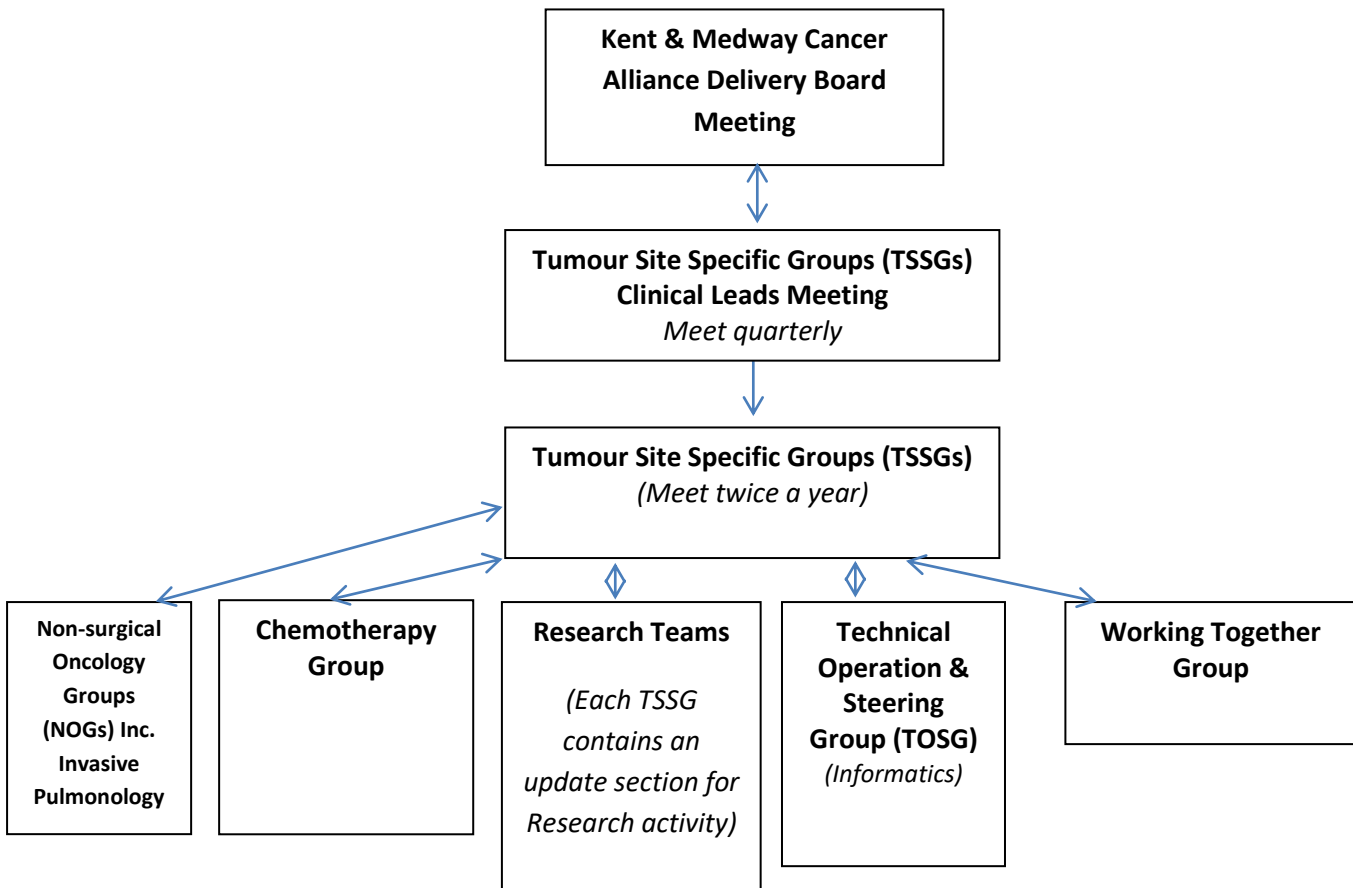 Kent & Medway Cancer
Alliance Delivery Board
Meeting
Tumour Site Specific Groups (TSSGs)
Clinical Leads Meeting
Meet quarterly
Tumour Site Specific Groups (TSSGs)
(Meet twice a year)
Non-surgical
Oncology
Groups
(NOGs) Inc.
Invasive
Pulmonology
Chemotherapy
Group
Research Teams
(Each TSSG
contains an
update section for
Research activity)
Technical
Operation &
Steering
Group (TOSG)
(Informatics)
Working Together
Group